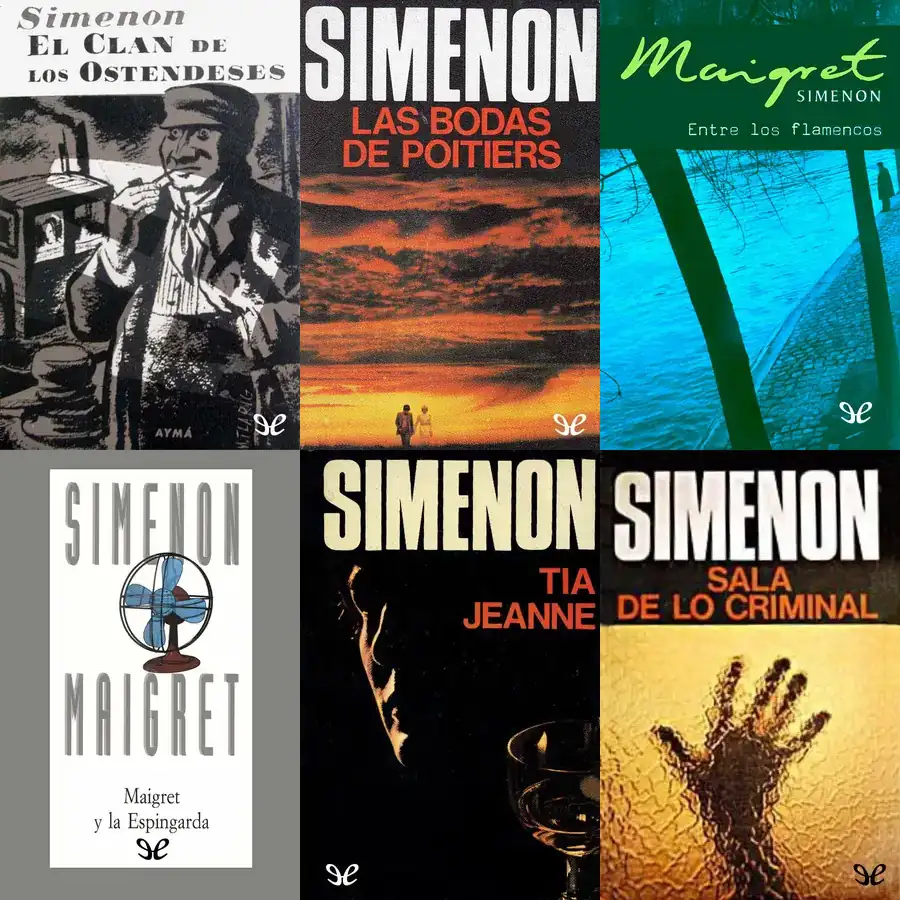 Simenon
EL CLAN DE
LOS OSTENDESES
AYMÁ
SIMENON
LAS BODAS
DE POITIERS
Maigret
SIMENON
Entre los flamencos
SIMENON
MAIGRET
Maigret
y la Espingarda
SIMENON
TIA
JEANNE
SIMENON
SALA
DE LO CRIMINAL